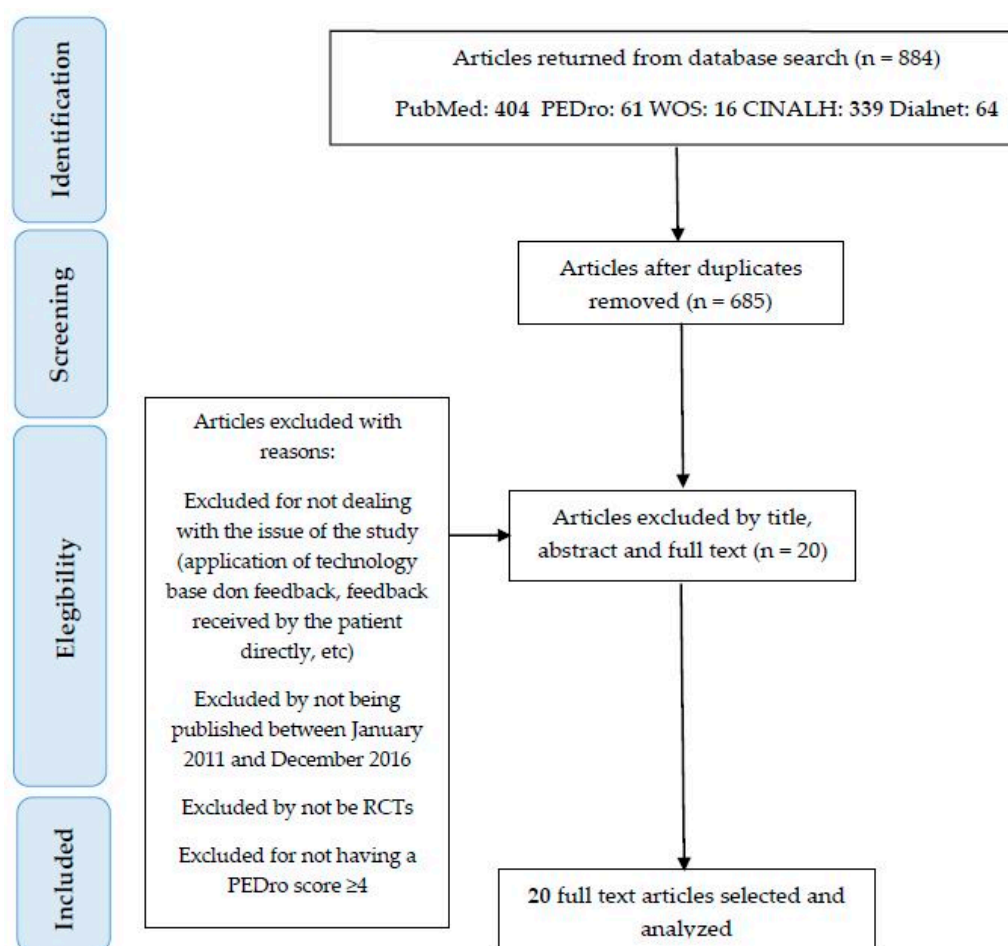 Identification
Articles returned from database search (n = 884)
PubMed: 404 PEDro: 61 WOS: 16 CINALH: 339 Dialnet: 64
Screening
Articles after duplicates
removed (n = 685)
Elegibility
Articles excluded with
reasons:
Excluded for not dealing
with the issue of the study
(application of technology
base don feedback, feedback
received by the patient
directly, etc)
Excluded by not being
published between January
2011 and December 2016
Excluded by not be RCTs
Excluded for not having a
PEDro score ≥4
Articles excluded by title,
abstract and full text (n = 20)
Included
20 full text articles selected and
analyzed